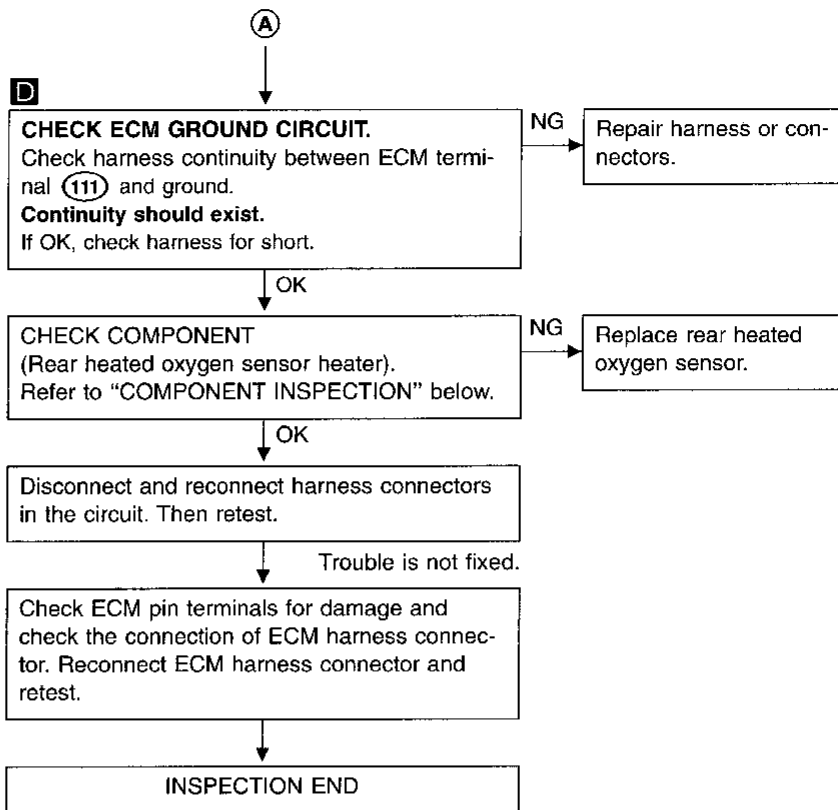 A
D
CHECK ECM GROUND CIRCUIT.
Check harness continuity between ECM termi-
nal 111 and ground.
Continuity should exist.
If OK, check harness for short.
NG
Repair harness or con-
nectors.
OK
CHECK COMPONENT
(Rear heated oxygen sensor heater).
Refer to “COMPONENT INSPECTION” below.
NG
Replace rear heated
oxygen sensor.
OK
Disconnect and reconnect harness connectors
in the circuit. Then retest.
Trouble is not fixed.
Check ECM pin terminals for damage and
check the connection of ECM harness connec-
tor. Reconnect ECM harness connector and
retest.
INSPECTION END